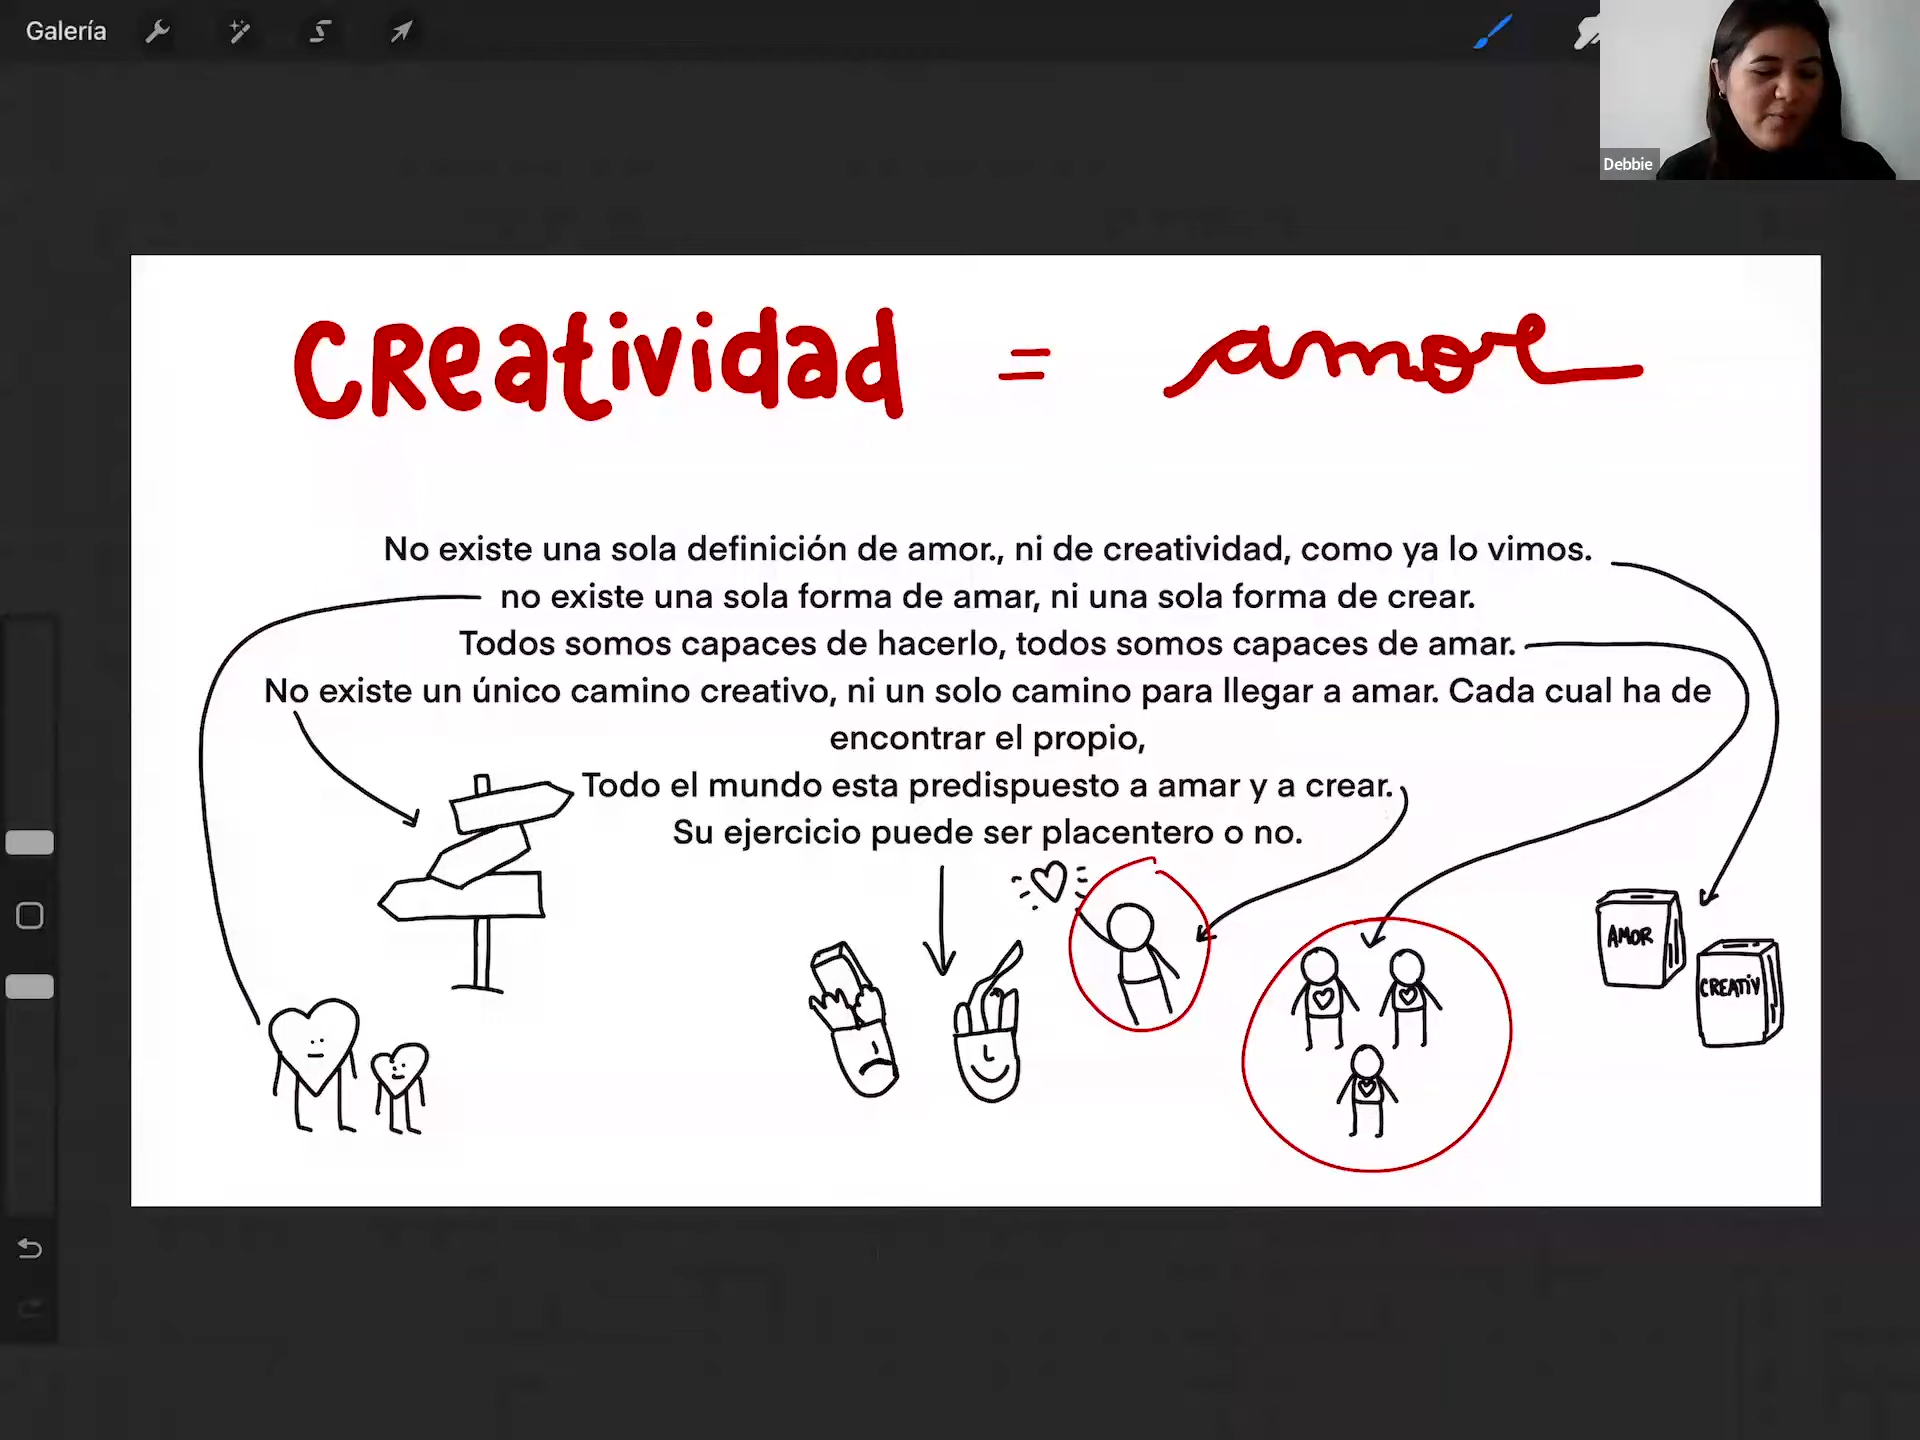 Galería
Debbie
CReatividad = amor
No existe una sola definición de amor., ni de creatividad, como ya lo vimos.
no existe una sola forma de amar, ni una sola forma de crear.
Todos somos capaces de hacerlo, todos somos capaces de amar.
No existe un único camino creativo, ni un solo camino para llegar a amar. Cada cual ha de
encontrar el propio,
Todo el mundo esta predispuesto a amar y a crear.
Su ejercicio puede ser placentero o no.
AMOR
CREATIV